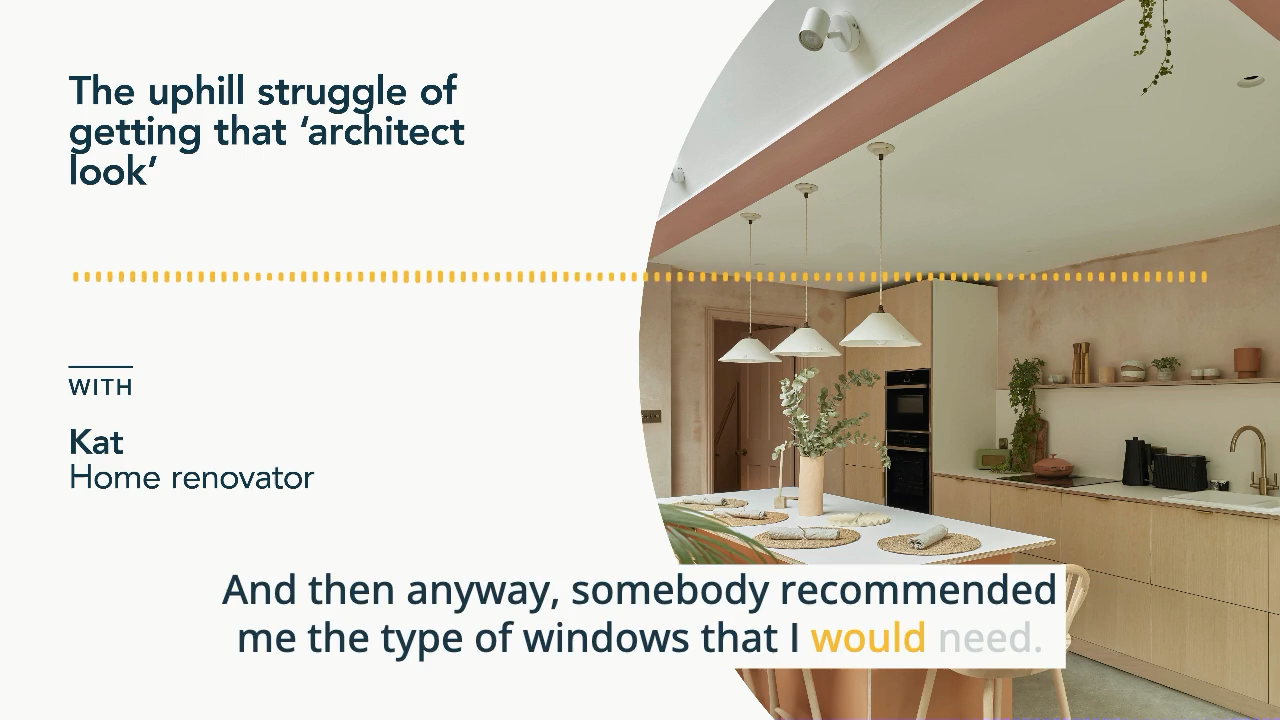 The uphill struggle of
getting that ‘architect
look’
WITH
Kat
Home renovator
And then anyway, somebody recommended
me the type of windows that I would need.